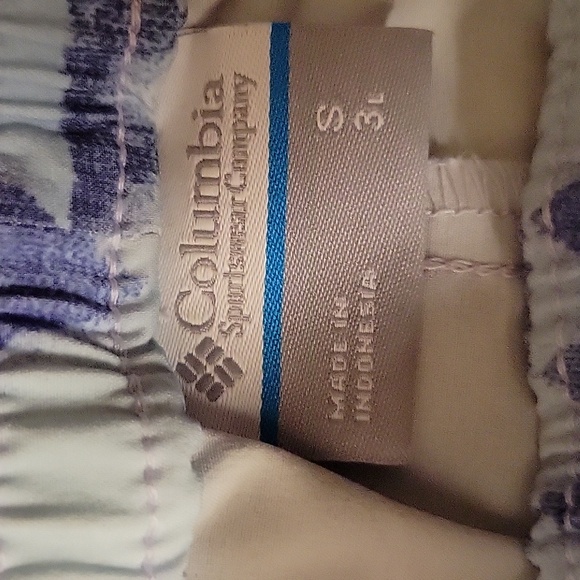 Columbia
Sportswear Company
S
3L
MADE IN
INDONESIA